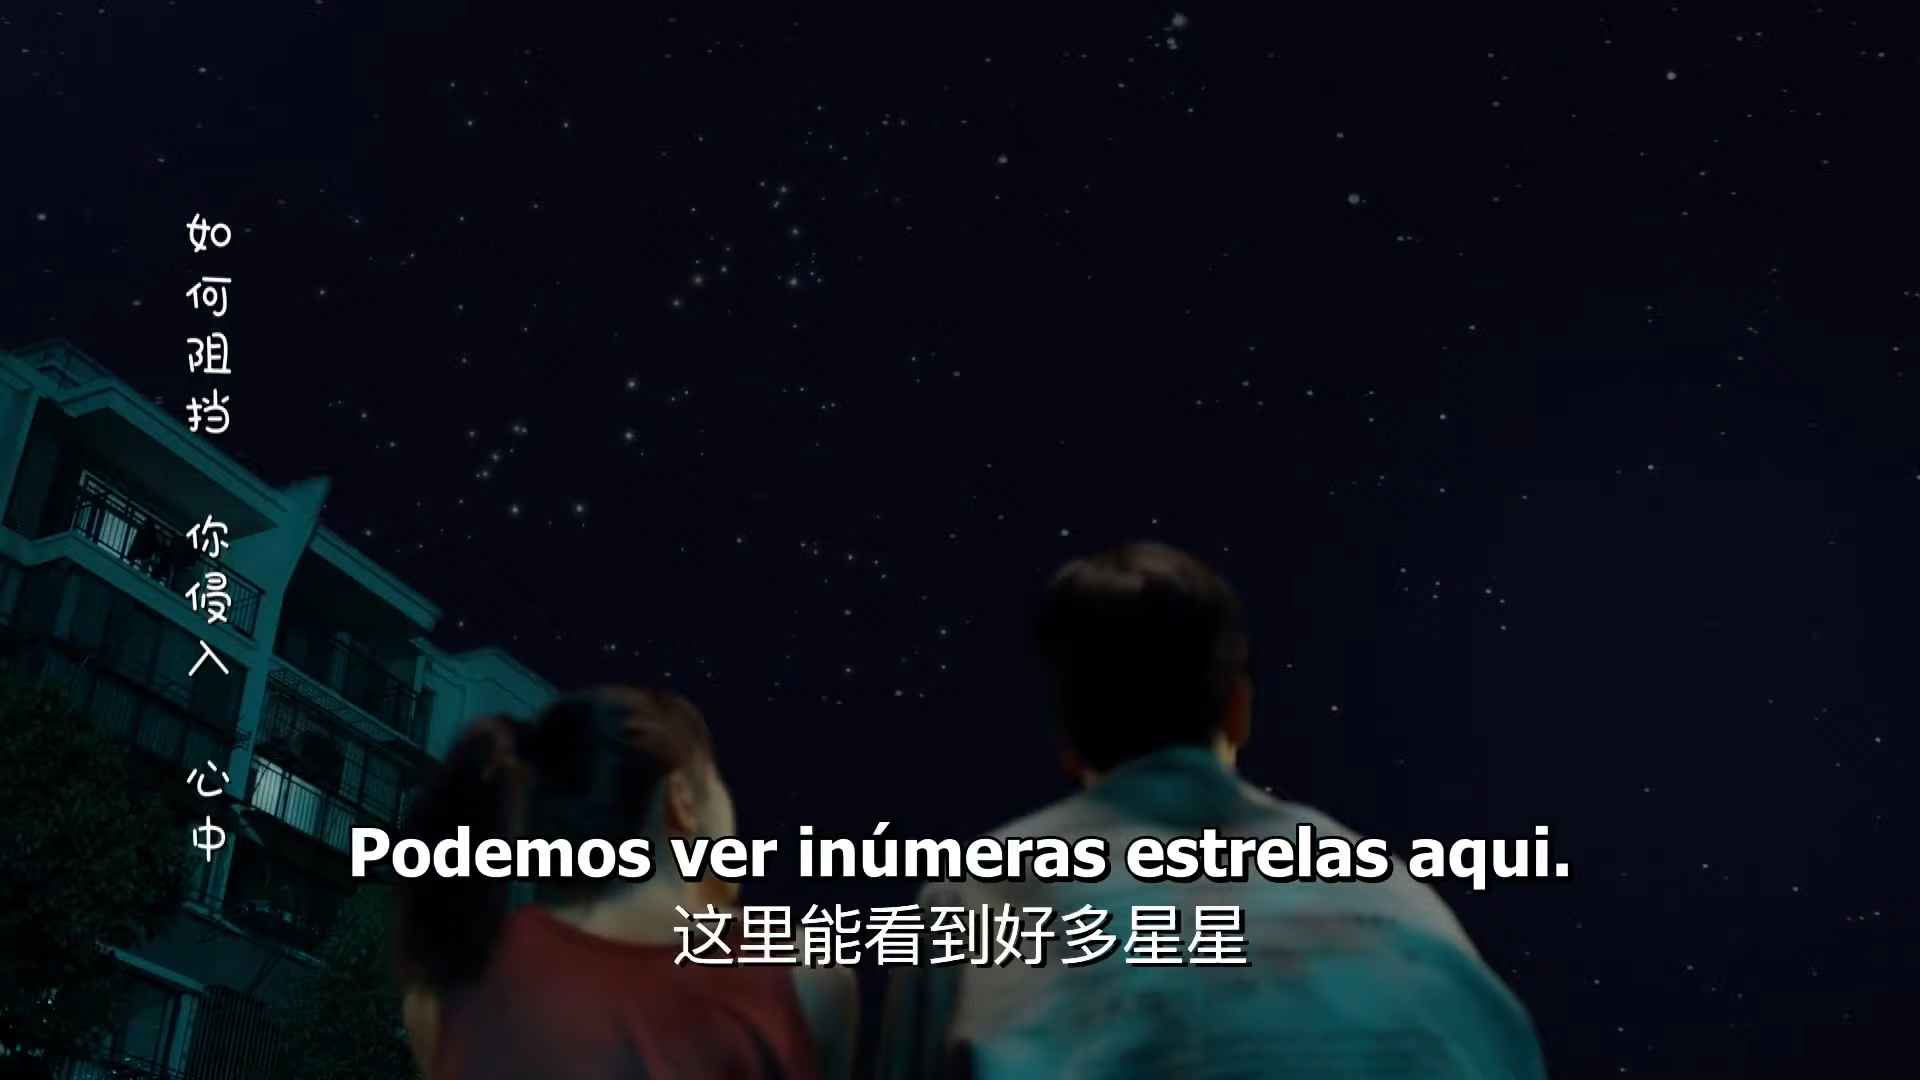 如何阻挡 你侵入 心中
Podemos ver inúmeras estrelas aqui.
这里能看到好多星星